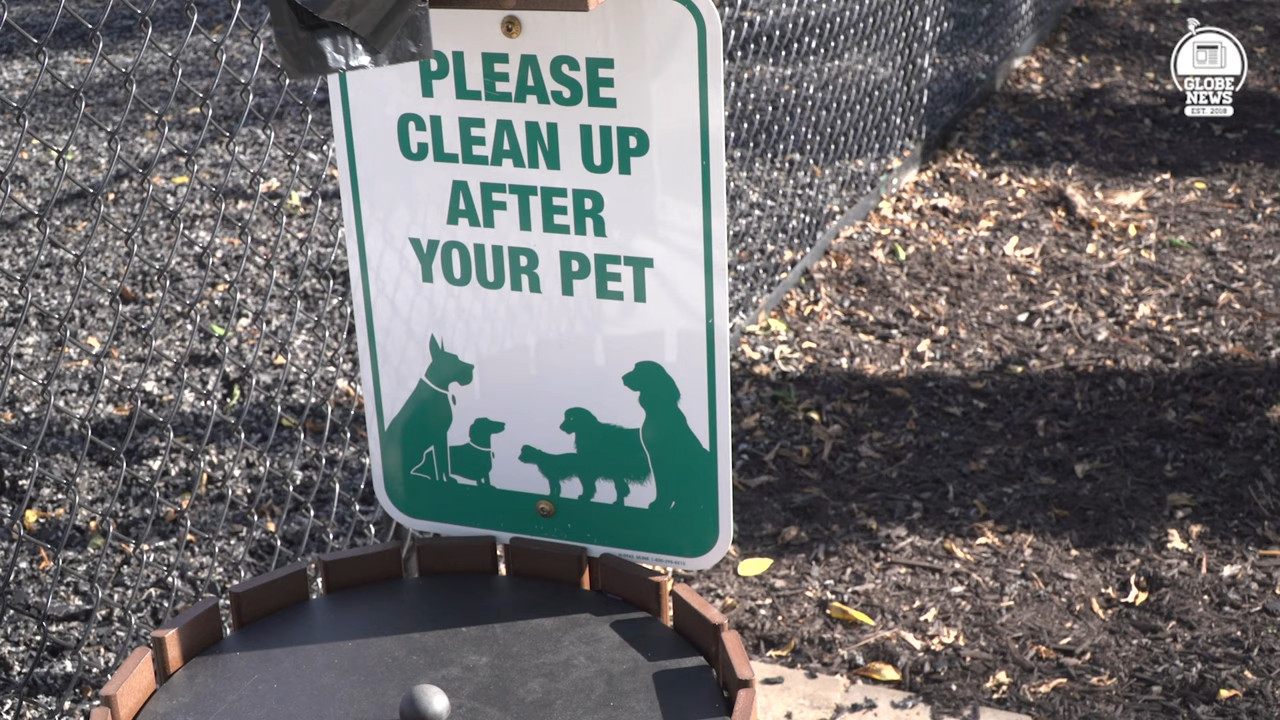 PLEASE
CLEAN UP
AFTER
YOUR PET
GLOBE
NEWS
EST. 2018